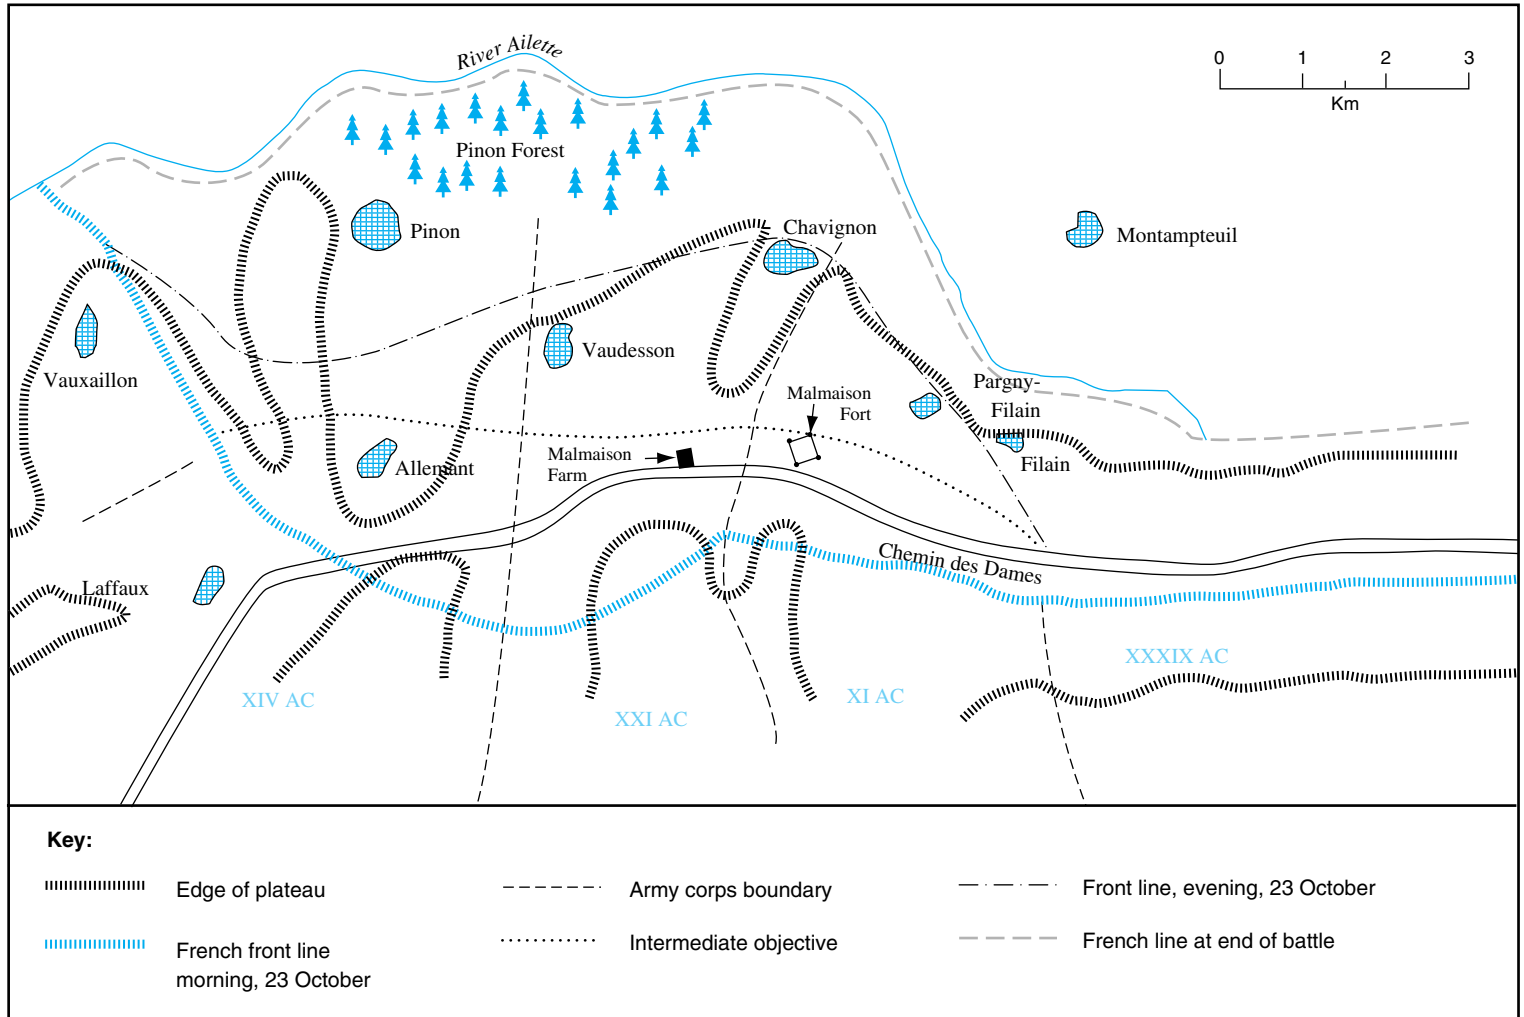 River Ailette
0 1 2 3
Km
Pinon Forest
Pinon
Chavignon
Montampteuil
Vaudesson
Vauxaillon
Pargny-
Filain
Malmaison
Fort
Allemant
Malmaison
Farm
Filain
Chemin des Dames
Laffaux
XXXIX AC
XIV AC
XI AC
XXI AC
Key:
Edge of plateau
Army corps boundary
Front line, evening, 23 October
French front line
morning, 23 October
Intermediate objective
French line at end of battle